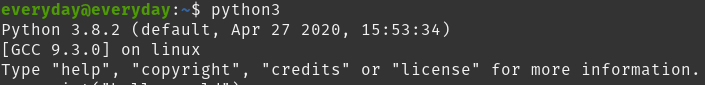 everyday@everyday:~$ python3
Python 3.8.2 (default, Apr 27 2020, 15:53:34)
[GCC 9.3.0] on linux
Type "help", "copyright", "credits" or "license" for more information.